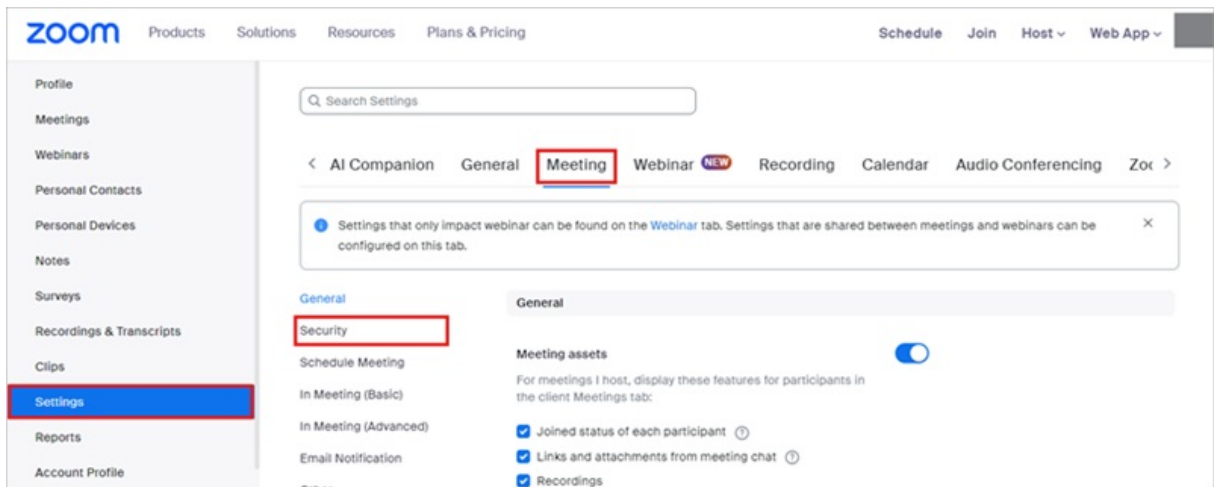 zoom Products Solutions Resources Plans & Pricing Schedule Join Host Web App
Profile
Meetings
Webinars
Personal Contacts
Personal Devices
Notes
Surveys
Recordings & Transcripts
Clips
Settings
Reports
Account Profile
Search Settings
AI Companion General Meeting Webinar NEW Recording Calendar Audio Conferencing
Settings that only impact webinar can be found on the Webinar tab. Settings that are shared between meetings and webinars can be
configured on this tab.
General
Security
Schedule Meeting
In Meeting (Basic)
In Meeting (Advanced)
Email Notification
General
Meeting assets
For meetings I host, display these features for participants in
the client Meetings tab:
Joined status of each participant
Links and attachments from meeting chat
Recordings